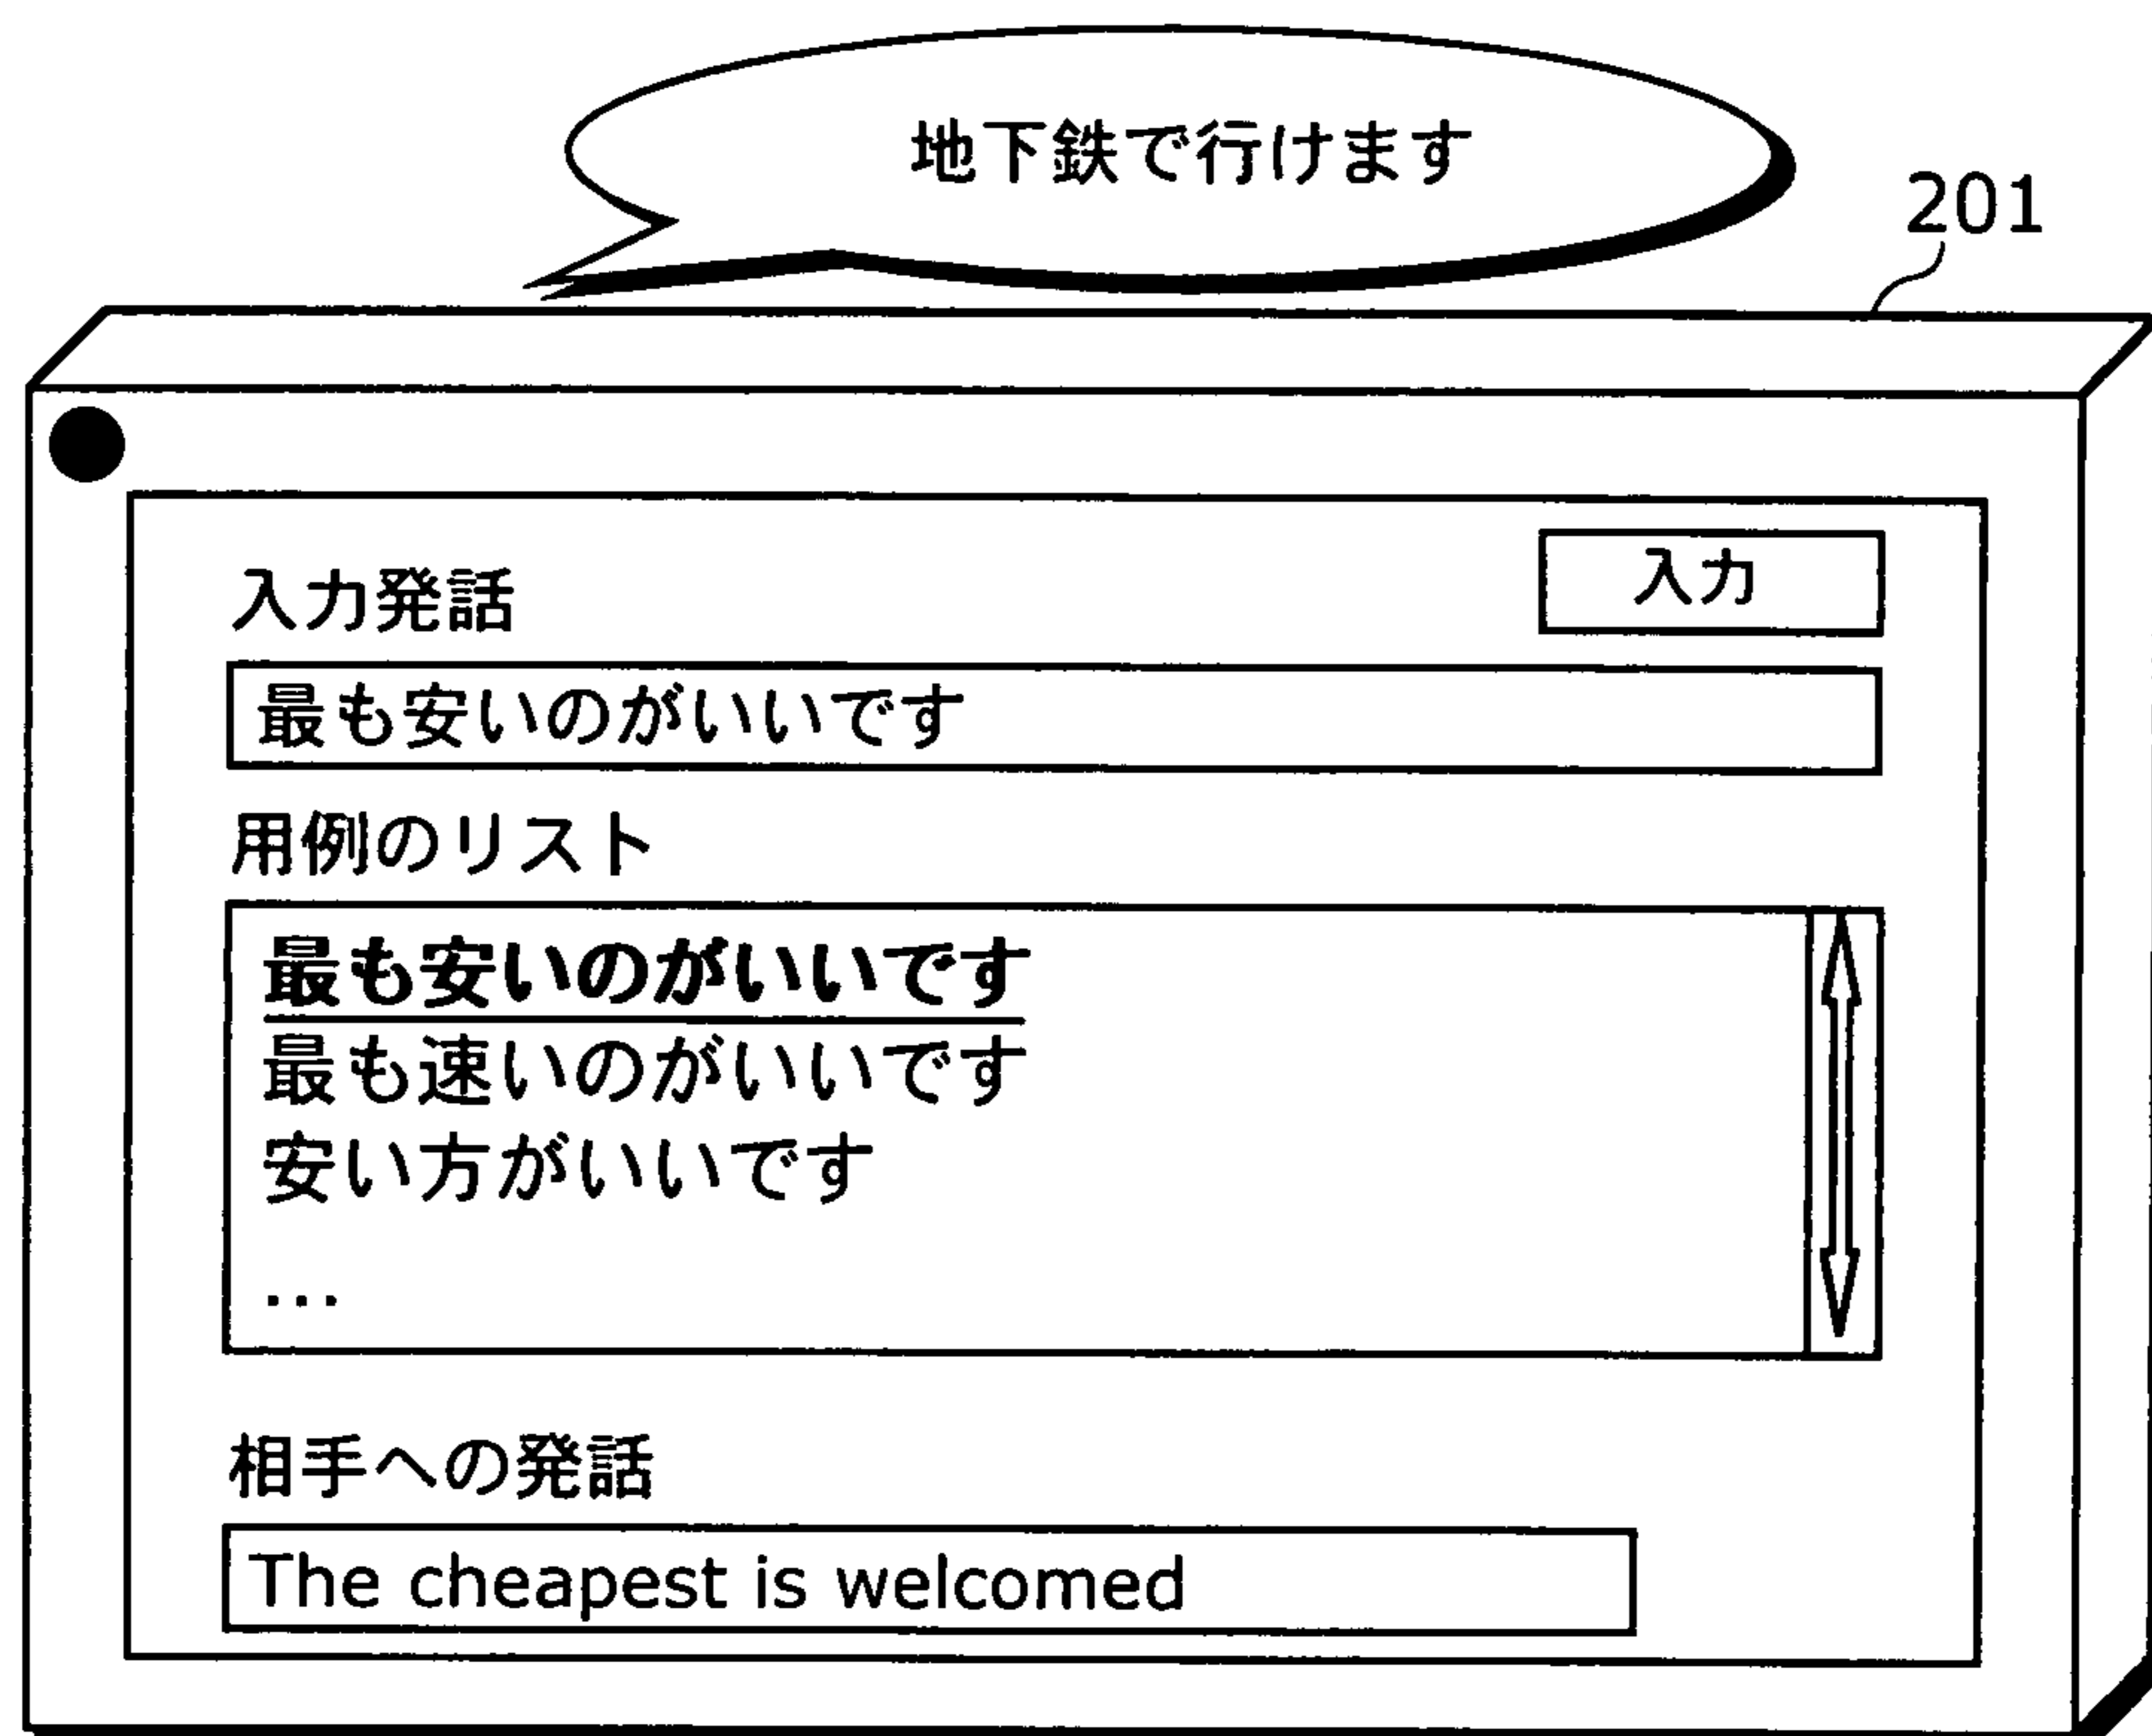 地下鉄で行けます
201
入力発話
入力
最も安いのがいいです
用例のリスト
最も安いのがいいです
最も速いのがいいです
安い方がいいです
...
相手への発話
The cheapest is welcomed